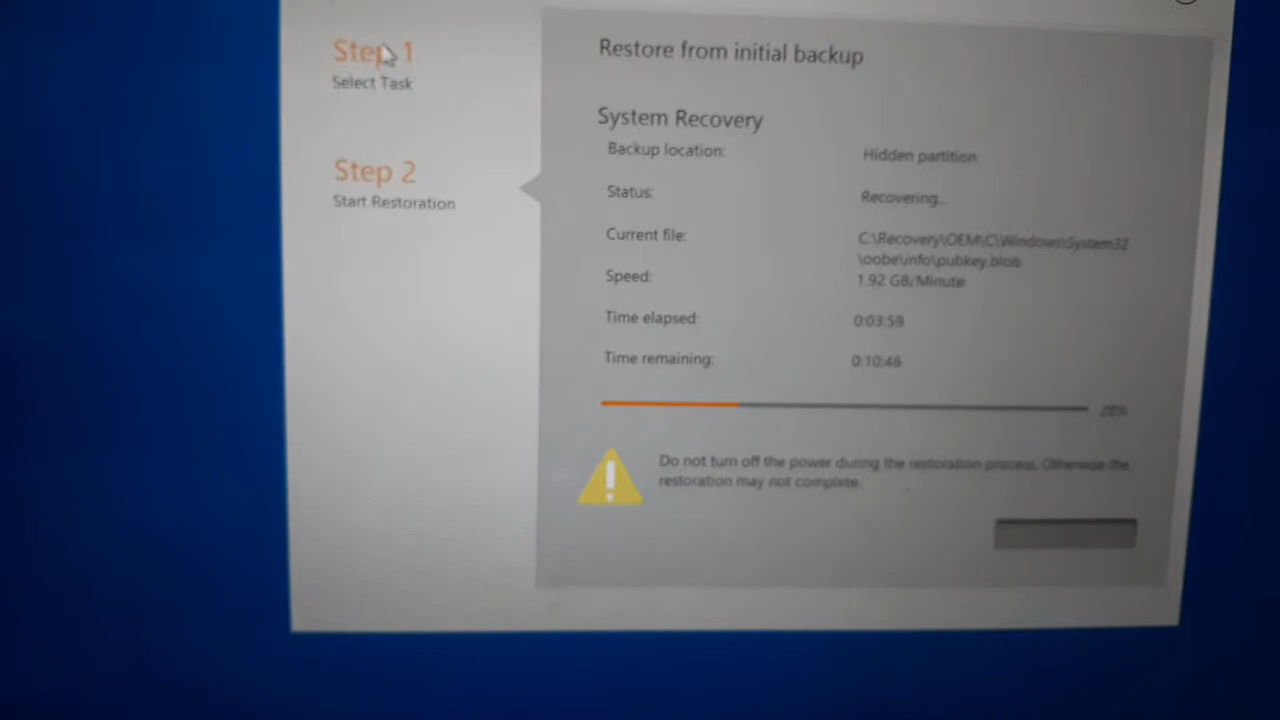 Step 1
Select Task
Step 2
Start Restoration
Restore from initial backup
System Recovery
Backup location: Hidden partition
Status: Recovering...
Current file: C:\Recovery\OEM\C\Windows\System32
\oobe\info\pubkey.blob
Speed: 1.92 GB/Minute
Time elapsed: 0:03:59
Time remaining: 0:10:46
28%
Do not turn off the power during the restoration process. Otherwise the
restoration may not complete.